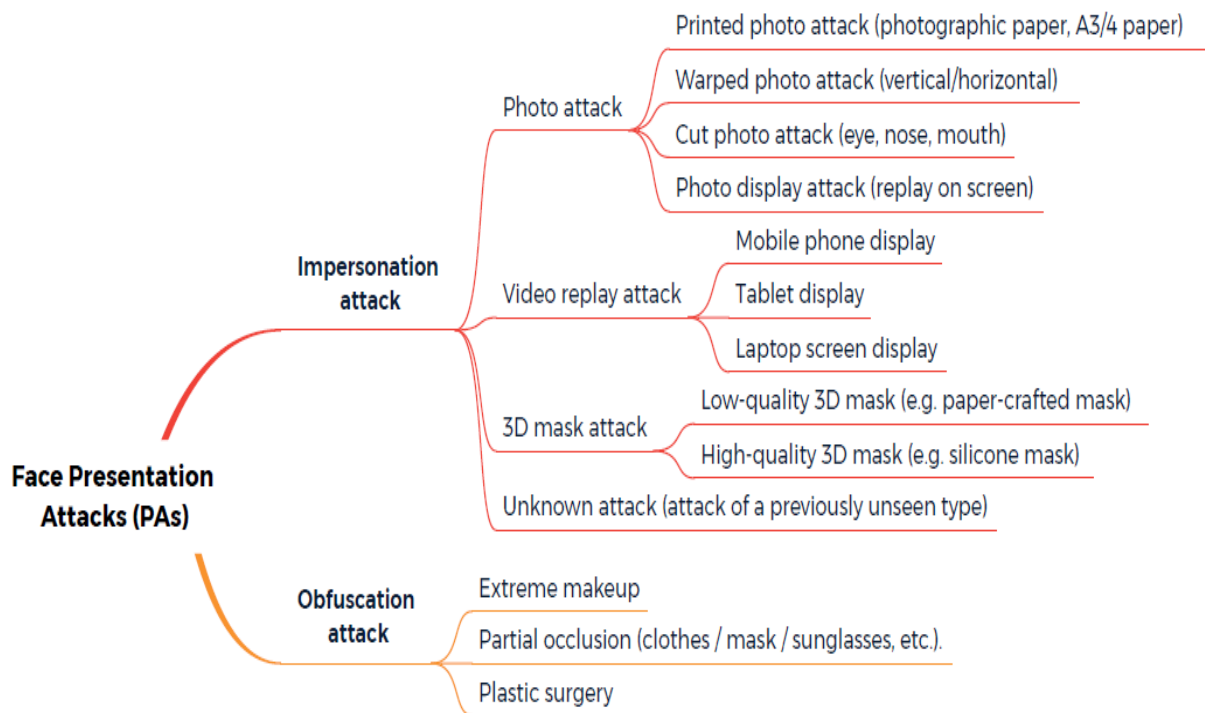 Printed photo attack (photographic paper, A3/4 paper)
Warped photo attack (vertical/horizontal)
Photo attack
Cut photo attack (eye, nose, mouth)
Photo display attack (replay on screen)
Mobile phone display
Impersonation
attack
Video replay attack
Tablet display
Laptop screen display
Low-quality 3D mask (e.g. paper-crafted mask)
3D mask attack
High-quality 3D mask (e.g. silicone mask)
Face Presentation
Attacks (PAs)
Unknown attack (attack of a previously unseen type)
Obfuscation
attack
Extreme makeup
Partial occlusion (clothes / mask / sunglasses, etc.).
Plastic surgery